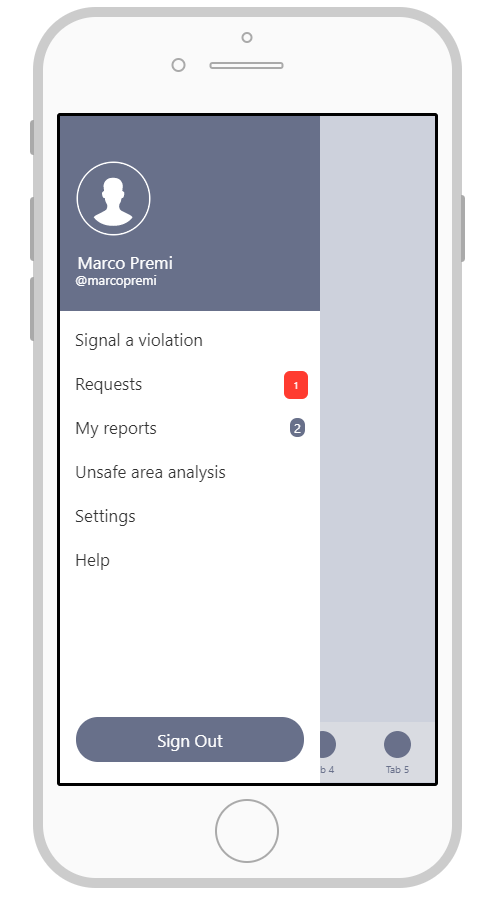 Marco Premi
@marcopremi
Signal a violation
Requests 1
My reports 2
Unsafe area analysis
Settings
Help
Sign Out
b 4 Tab 5